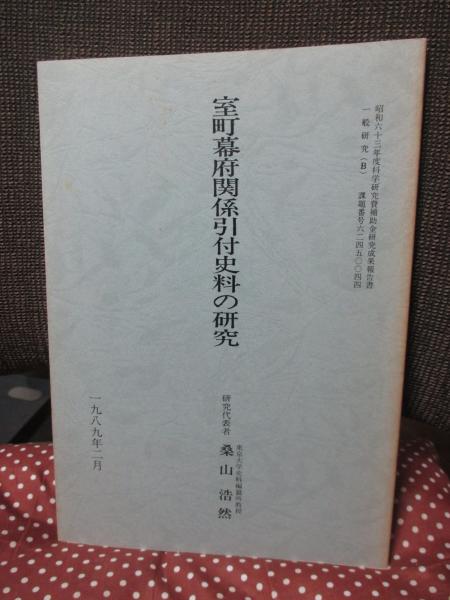 昭和六十三年度科学研究費補助金研究成果報告書
一般研究(B) 課題番号六二四五〇〇四四
室町幕府関係引付史料の研究
研究代表者 東京大学史料編纂所教授
桑山浩然
一九八九年二月